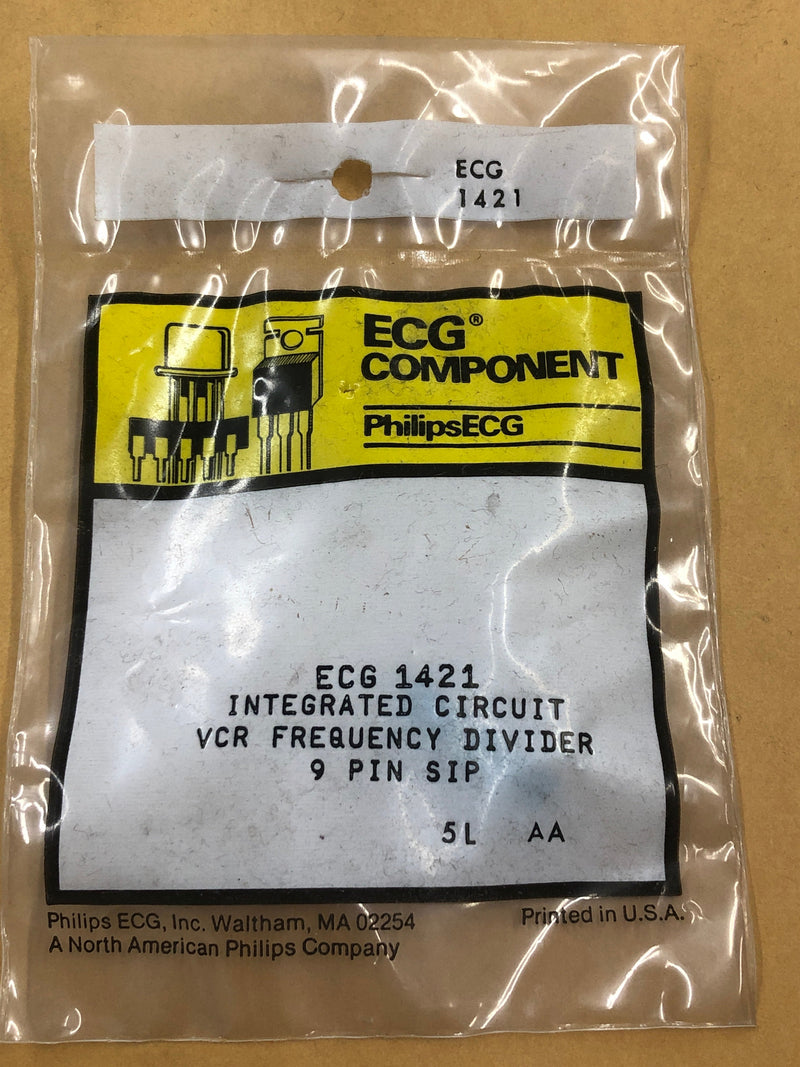 ECG
1421
ECG®
COMPONENT
PhilipsECG
ECG 1421
INTEGRATED CIRCUIT
VCR FREQUENCY DIVIDER
9 PIN SIP
5L AA
Philips ECG, Inc. Waltham, MA 02254
A North American Philips Company
Printed in U.S.A.